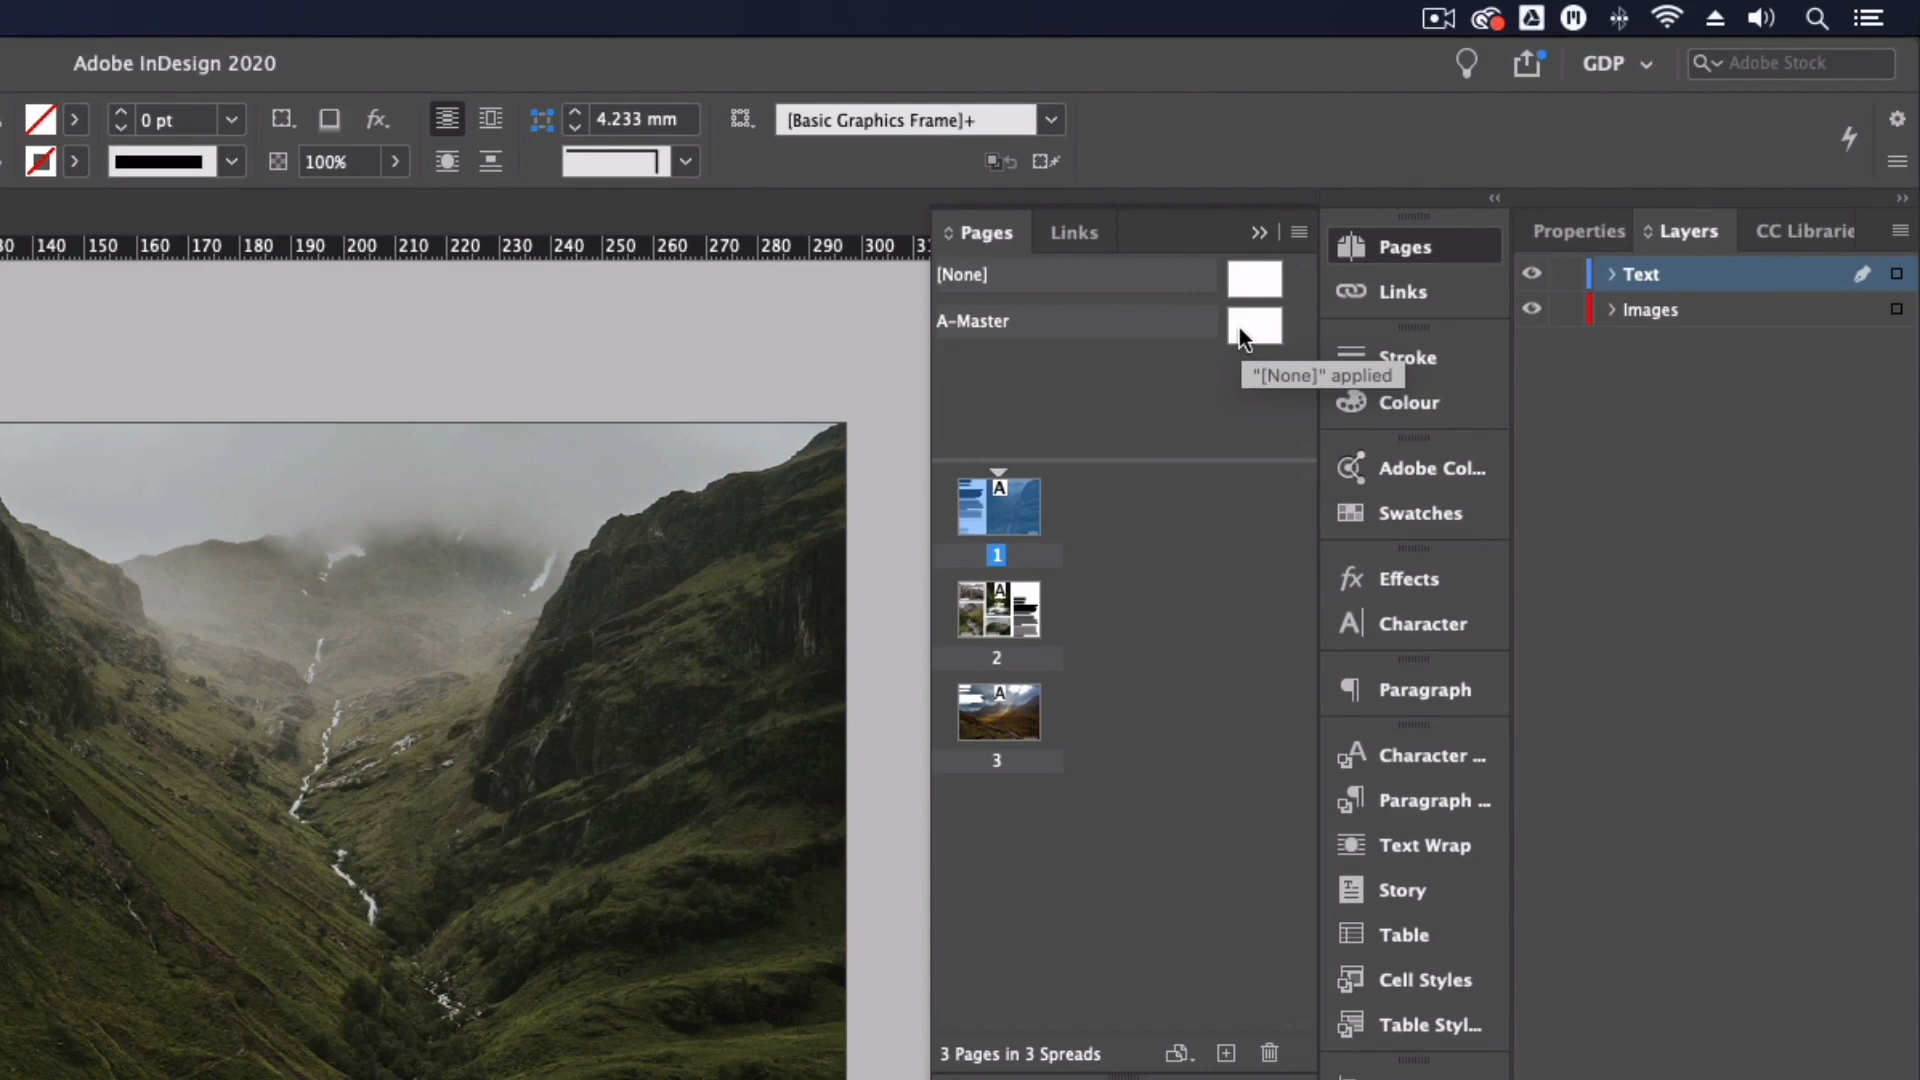 Adobe InDesign 2020
GDP
Adobe Stock
0 pt
fx.
4.233 mm
[Basic Graphics Frame]+
100%
140 150 160 170 180 190 200 210 220 230 240 250 260 270 280 290 300
Pages
Links
[None]
A-Master
"[None]" applied
A
1
A
2
A
3
3 Pages in 3 Spreads
Pages
Links
Stroke
Colour
Adobe Col...
Swatches
fx Effects
A Character
Paragraph
Character ...
Paragraph ...
Text Wrap
Story
Table
Cell Styles
Table Styl...
Properties
Layers
CC Librarie
Text
Images